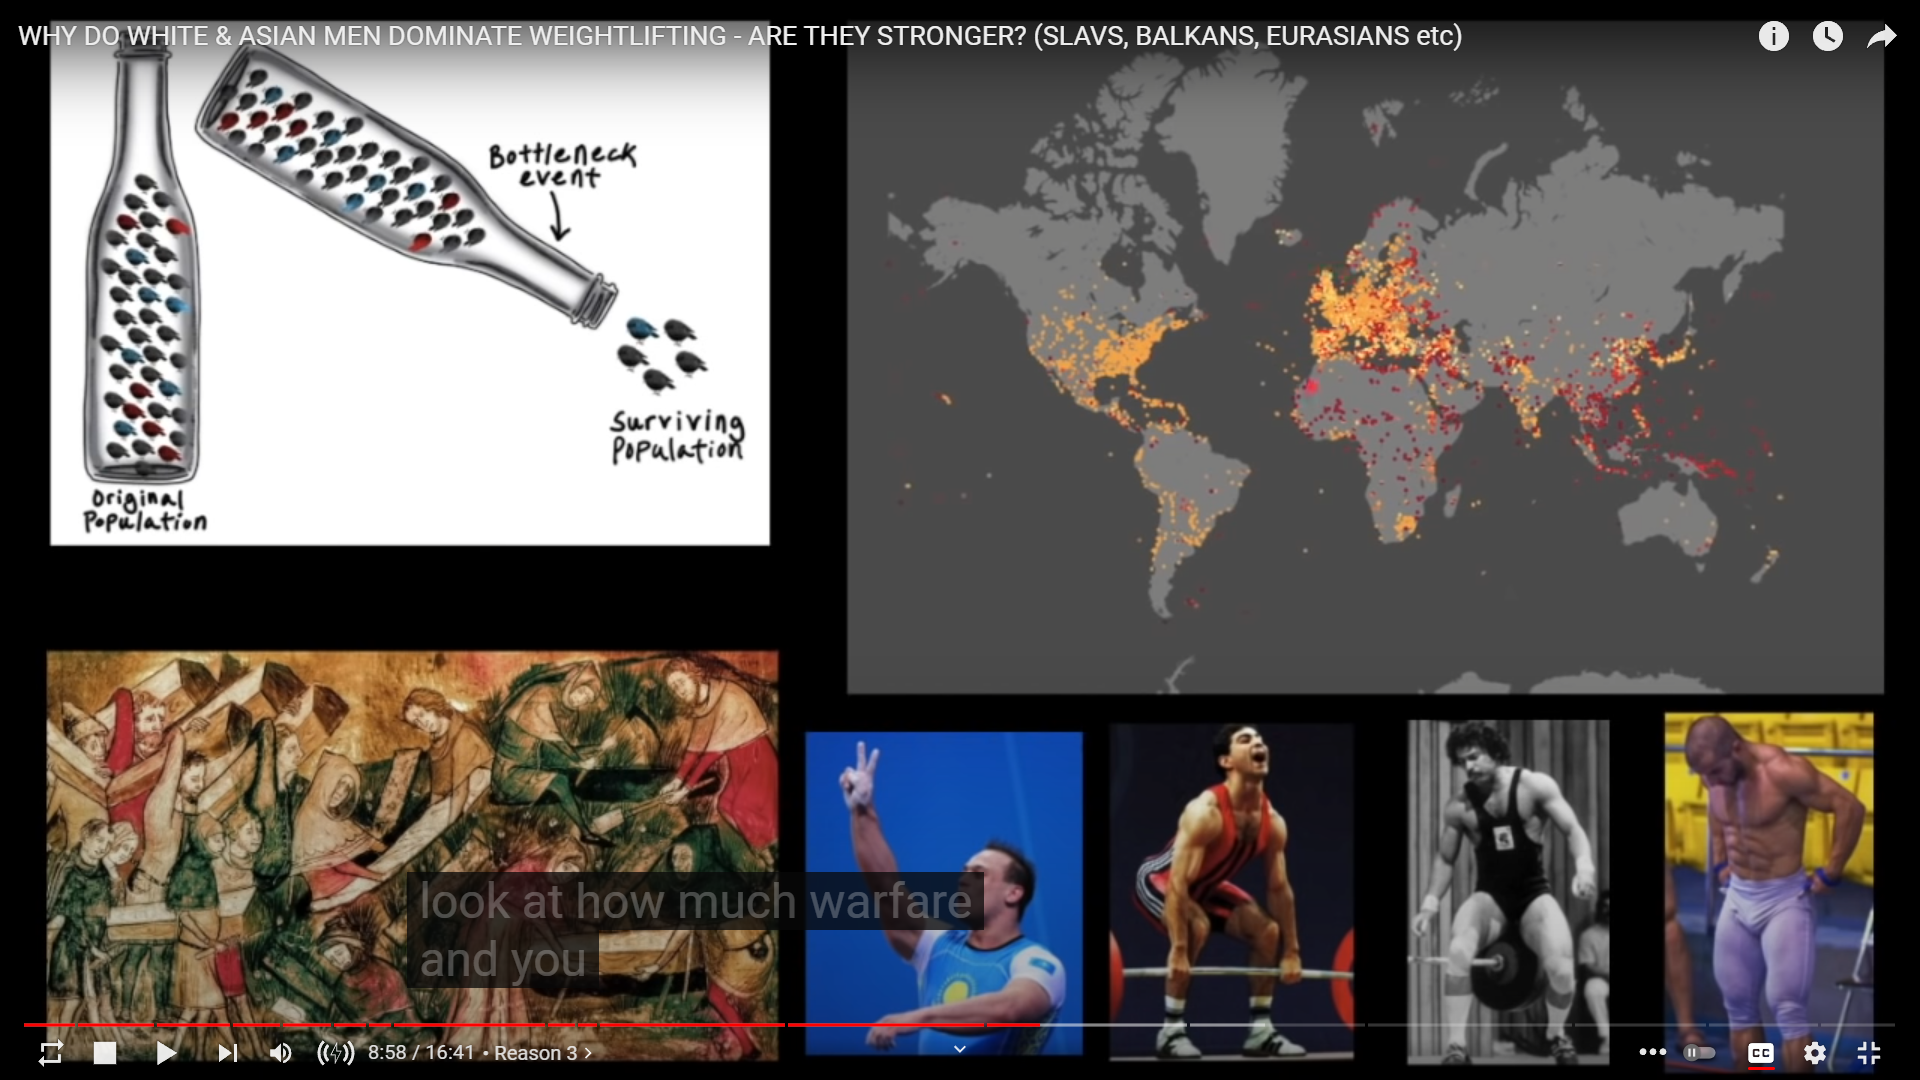 WHY DO WHITE & ASIAN MEN DOMINATE WEIGHTLIFTING - ARE THEY STRONGER? (SLAVS, BALKANS, EURASIANS etc)
Bottleneck
event
Surviving
Population
Original
Population
look at how much warfare
and you
8:58 / 16:41 • Reason 3 >
CC